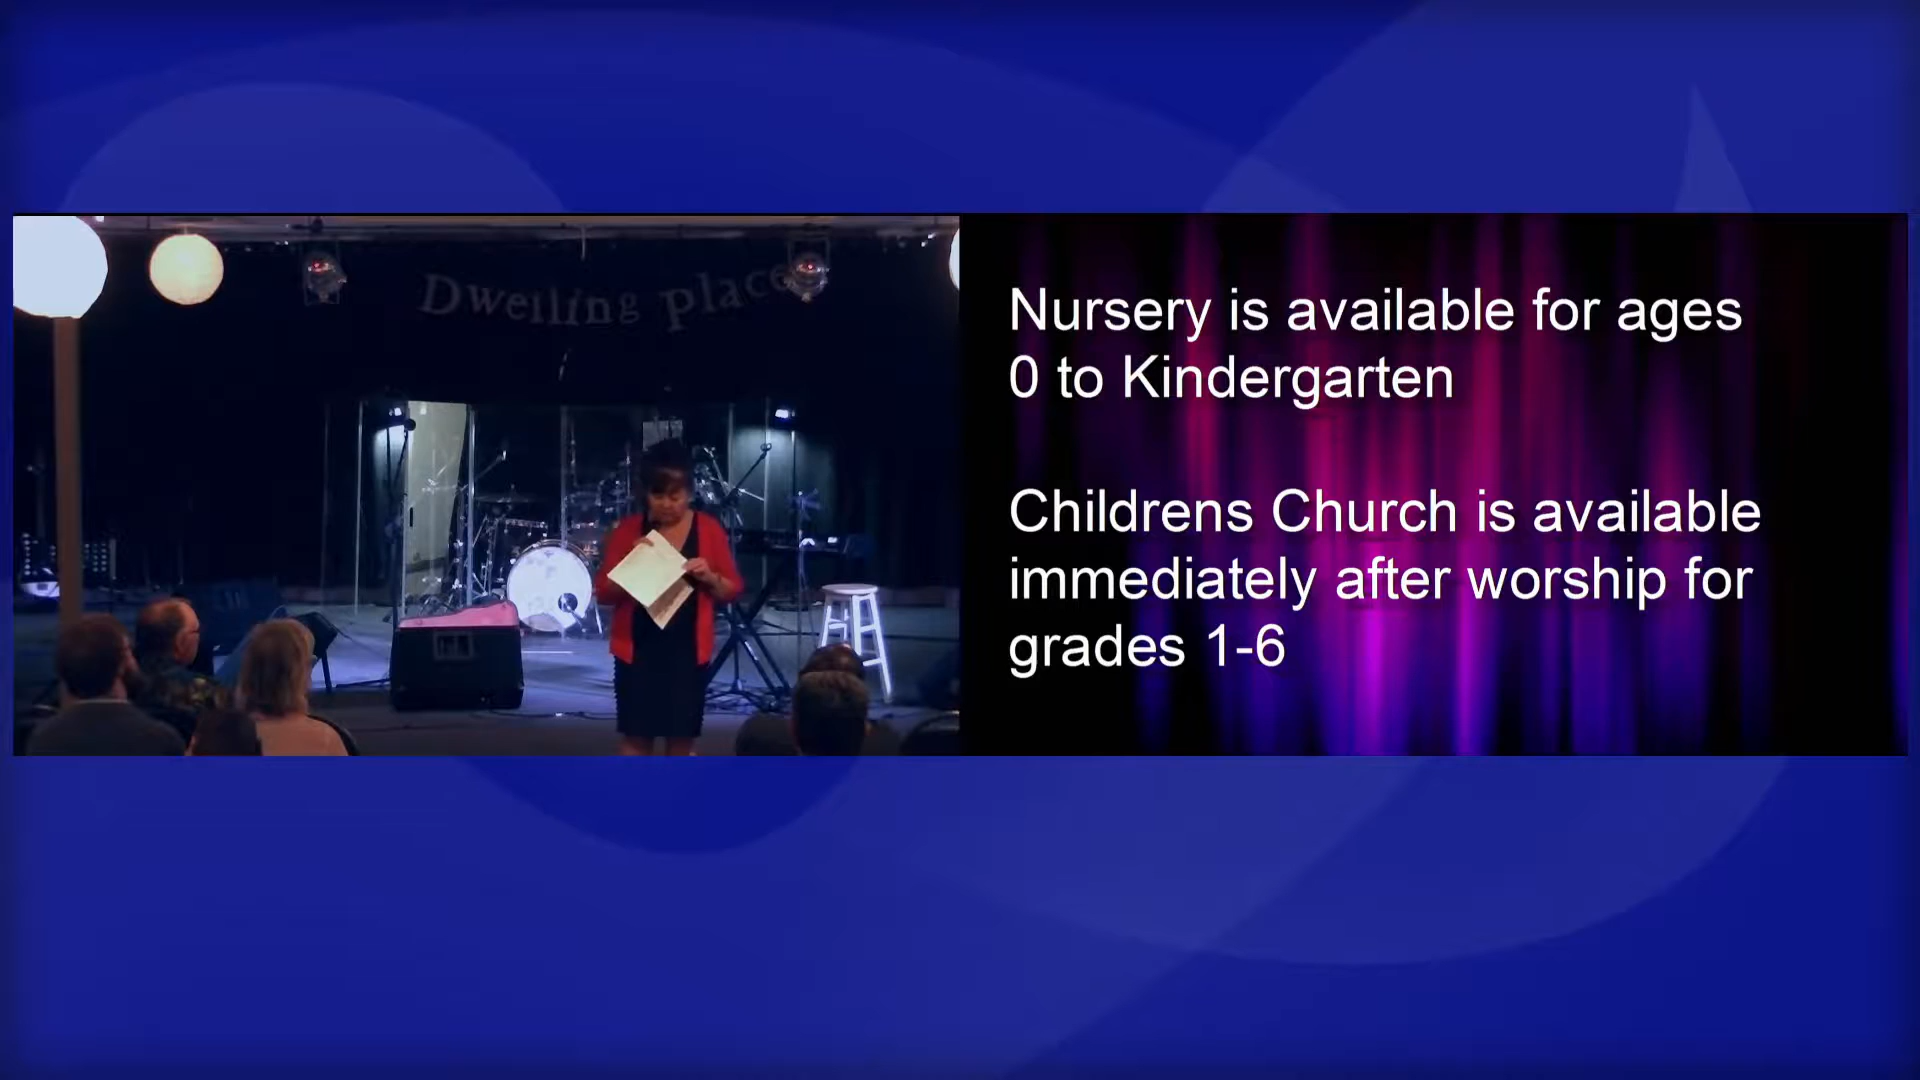 Dwelling place
Nursery is available for ages
0 to Kindergarten
Childrens Church is available
immediately after worship for
grades 1-6